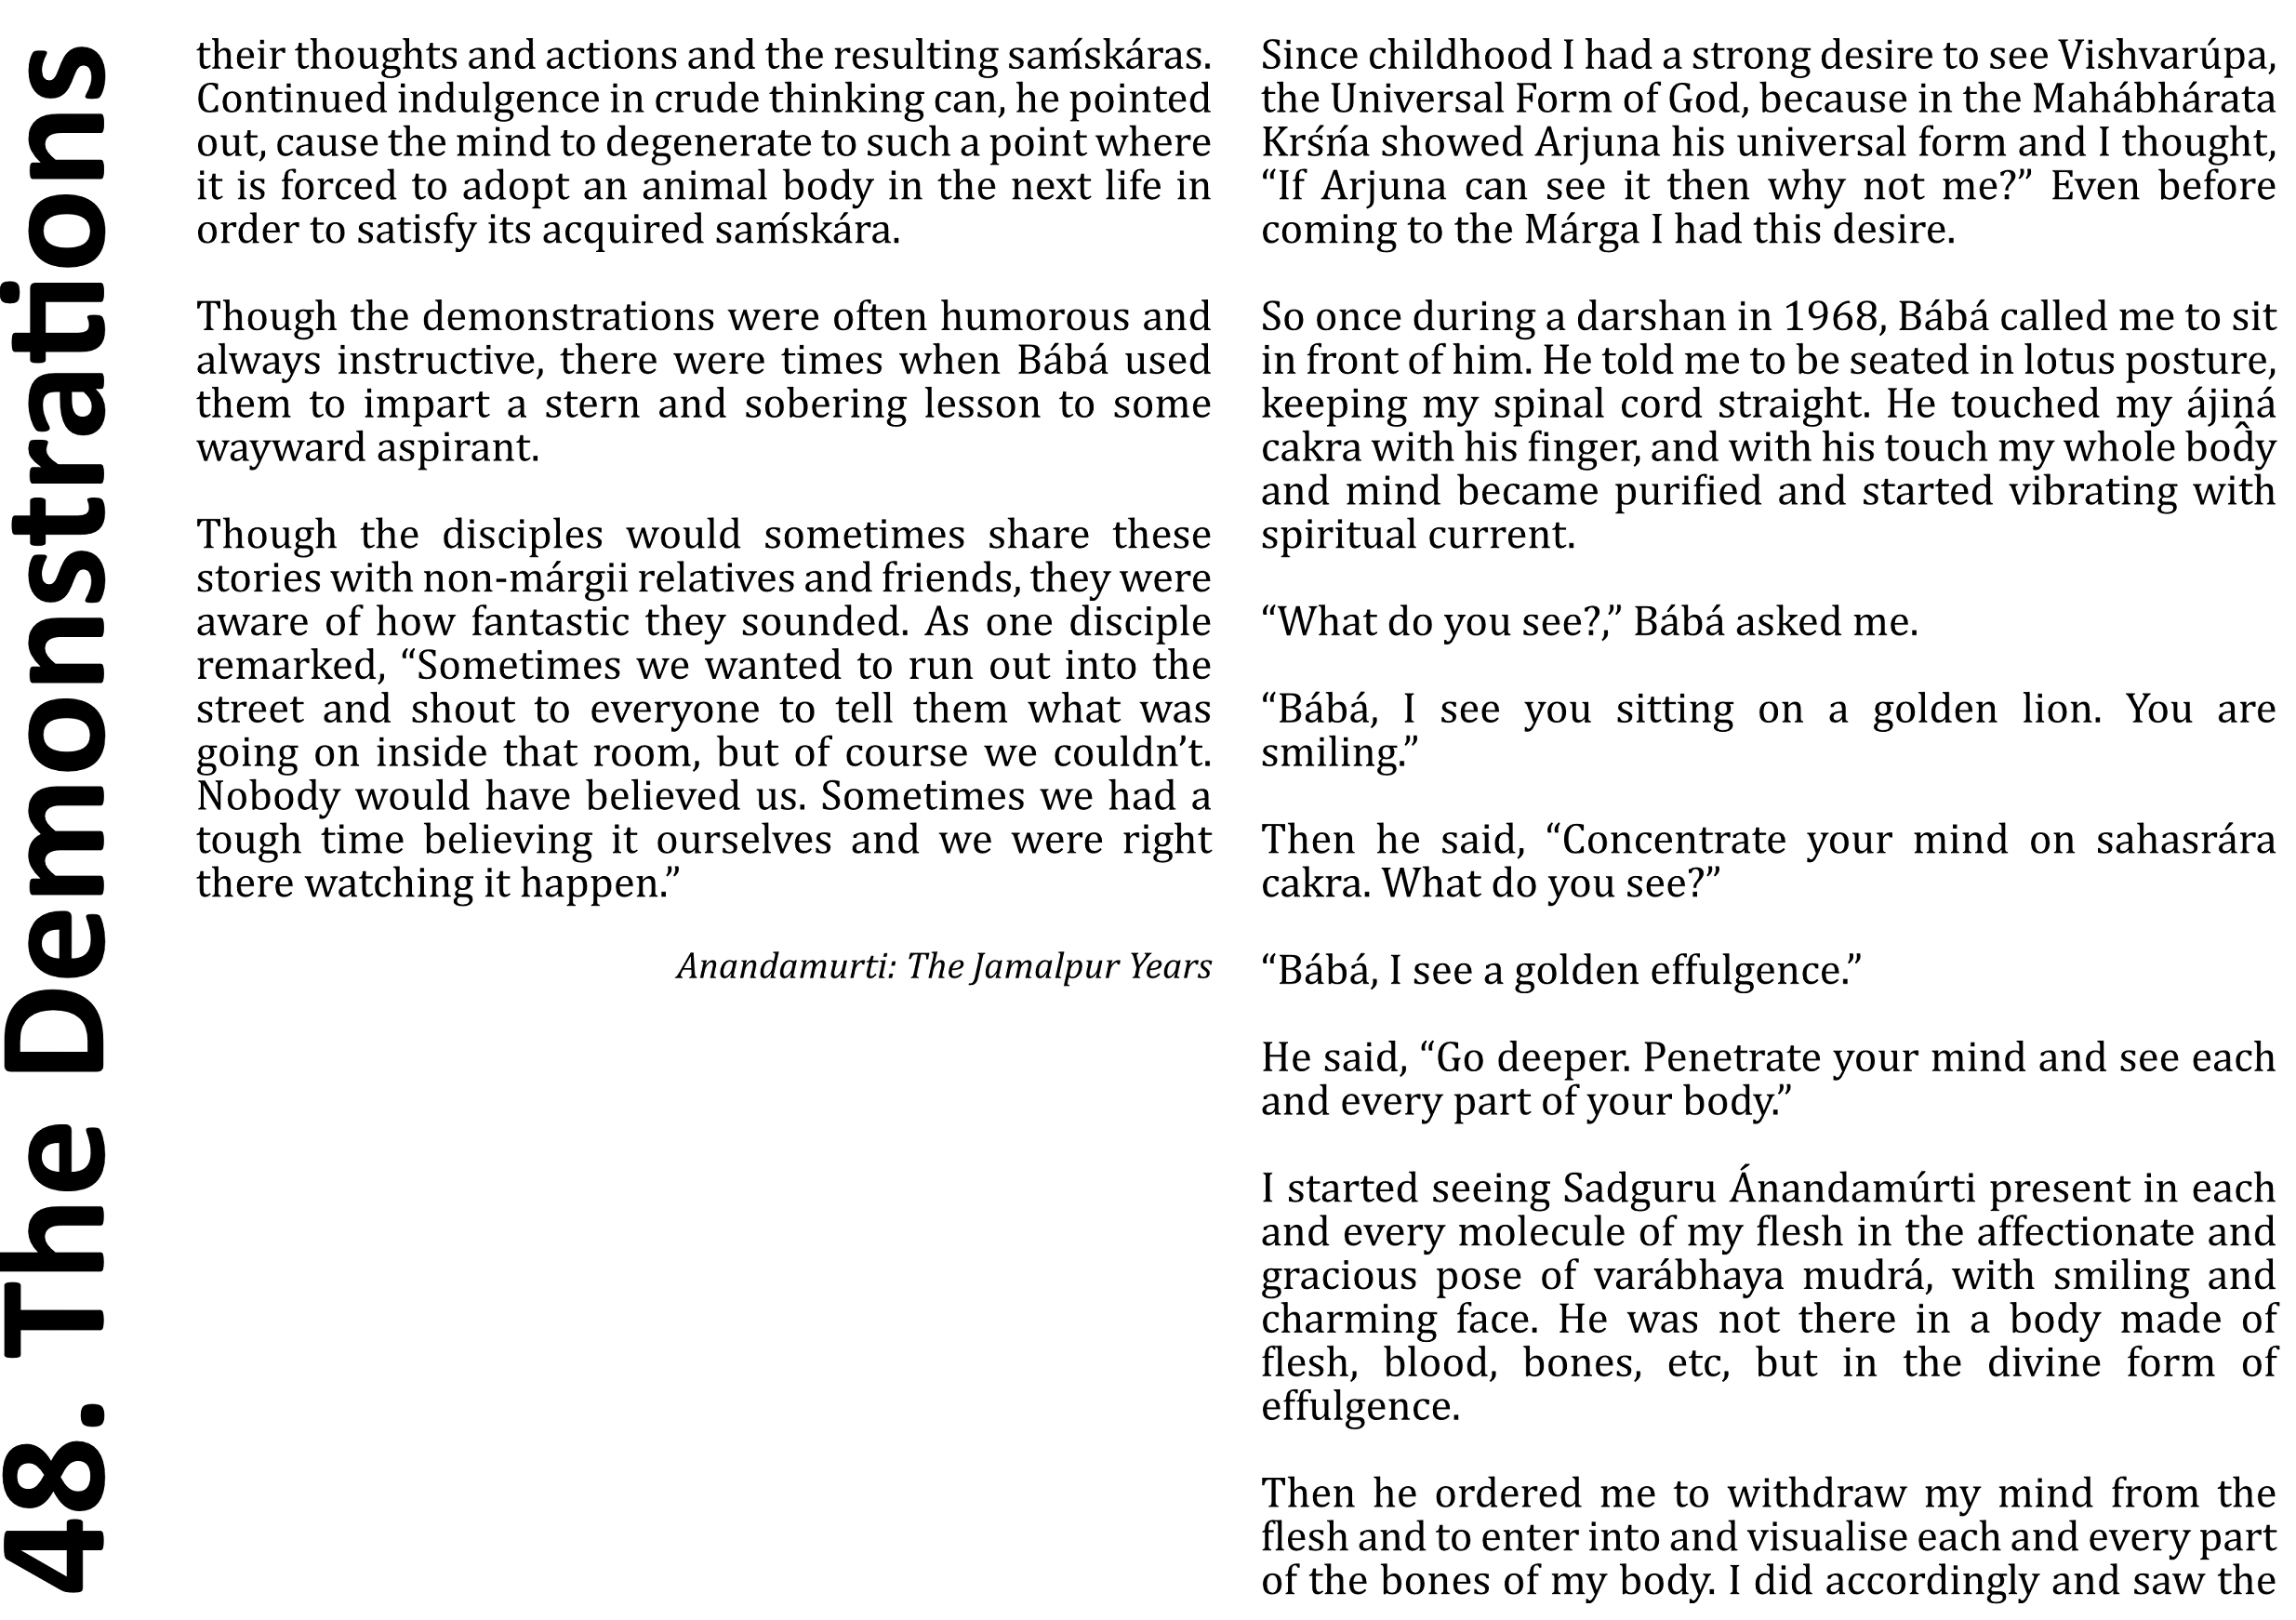 48. The Demonstrations
their thoughts and actions and the resulting saḿskáras.
Continued indulgence in crude thinking can, he pointed
out, cause the mind to degenerate to such a point where
it is forced to adopt an animal body in the next life in
order to satisfy its acquired saḿskára.
Though the demonstrations were often humorous and
always instructive, there were times when Bábá used
them to impart a stern and sobering lesson to some
wayward aspirant.
Though the disciples would sometimes share these
stories with non-márgii relatives and friends, they were
aware of how fantastic they sounded. As one disciple
remarked, “Sometimes we wanted to run out into the
street and shout to everyone to tell them what was
going on inside that room, but of course we couldn’t.
Nobody would have believed us. Sometimes we had a
tough time believing it ourselves and we were right
there watching it happen.”
Anandamurti: The Jamalpur Years
Since childhood I had a strong desire to see Vishvarúpa,
the Universal Form of God, because in the Mahábhárata
Krśńa showed Arjuna his universal form and I thought,
“If Arjuna can see it then why not me?” Even before
coming to the Márga I had this desire.
So once during a darshan in 1968, Bábá called me to sit
in front of him. He told me to be seated in lotus posture,
keeping my spinal cord straight. He touched my ájiṋá
cakra with his finger, and with his touch my whole body
and mind became purified and started vibrating with
spiritual current.
“What do you see?,” Bábá asked me.
“Bábá, I see you sitting on a golden lion. You are
smiling.”
Then he said, “Concentrate your mind on sahasrára
cakra. What do you see?”
“Bábá, I see a golden effulgence.”
He said, “Go deeper. Penetrate your mind and see each
and every part of your body.”
I started seeing Sadguru Ánandamúrti present in each
and every molecule of my flesh in the affectionate and
gracious pose of varábhaya mudrá, with smiling and
charming face. He was not there in a body made of
flesh, blood, bones, etc, but in the divine form of
effulgence.
Then he ordered me to withdraw my mind from the
flesh and to enter into and visualise each and every part
of the bones of my body. I did accordingly and saw the